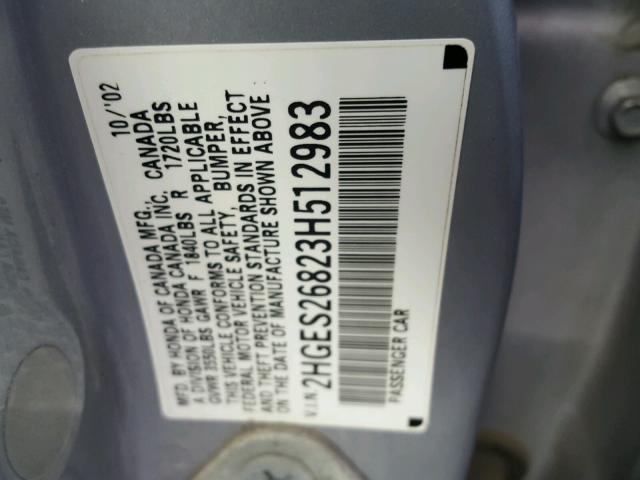 10/'02
MFD. BY HONDA OF CANADA MFG., CANADA
A DIVISION OF HONDA CANADA INC.
GVWR 3550LBS GAWR F 1840LBS R 1720LBS
THIS VEHICLE CONFORMS TO ALL APPLICABLE
FEDERAL MOTOR VEHICLE SAFETY, BUMPER,
AND THEFT PREVENTION STANDARDS IN EFFECT
ON THE DATE OF MANUFACTURE SHOWN ABOVE.
V.I.N. 2HGES26823H512983
PASSENGER CAR